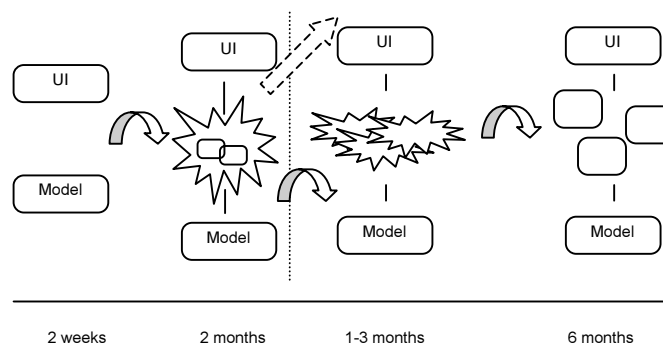 UI
UI
UI
UI
Model
Model
Model
Model
2 weeks
2 months
1-3 months
6 months